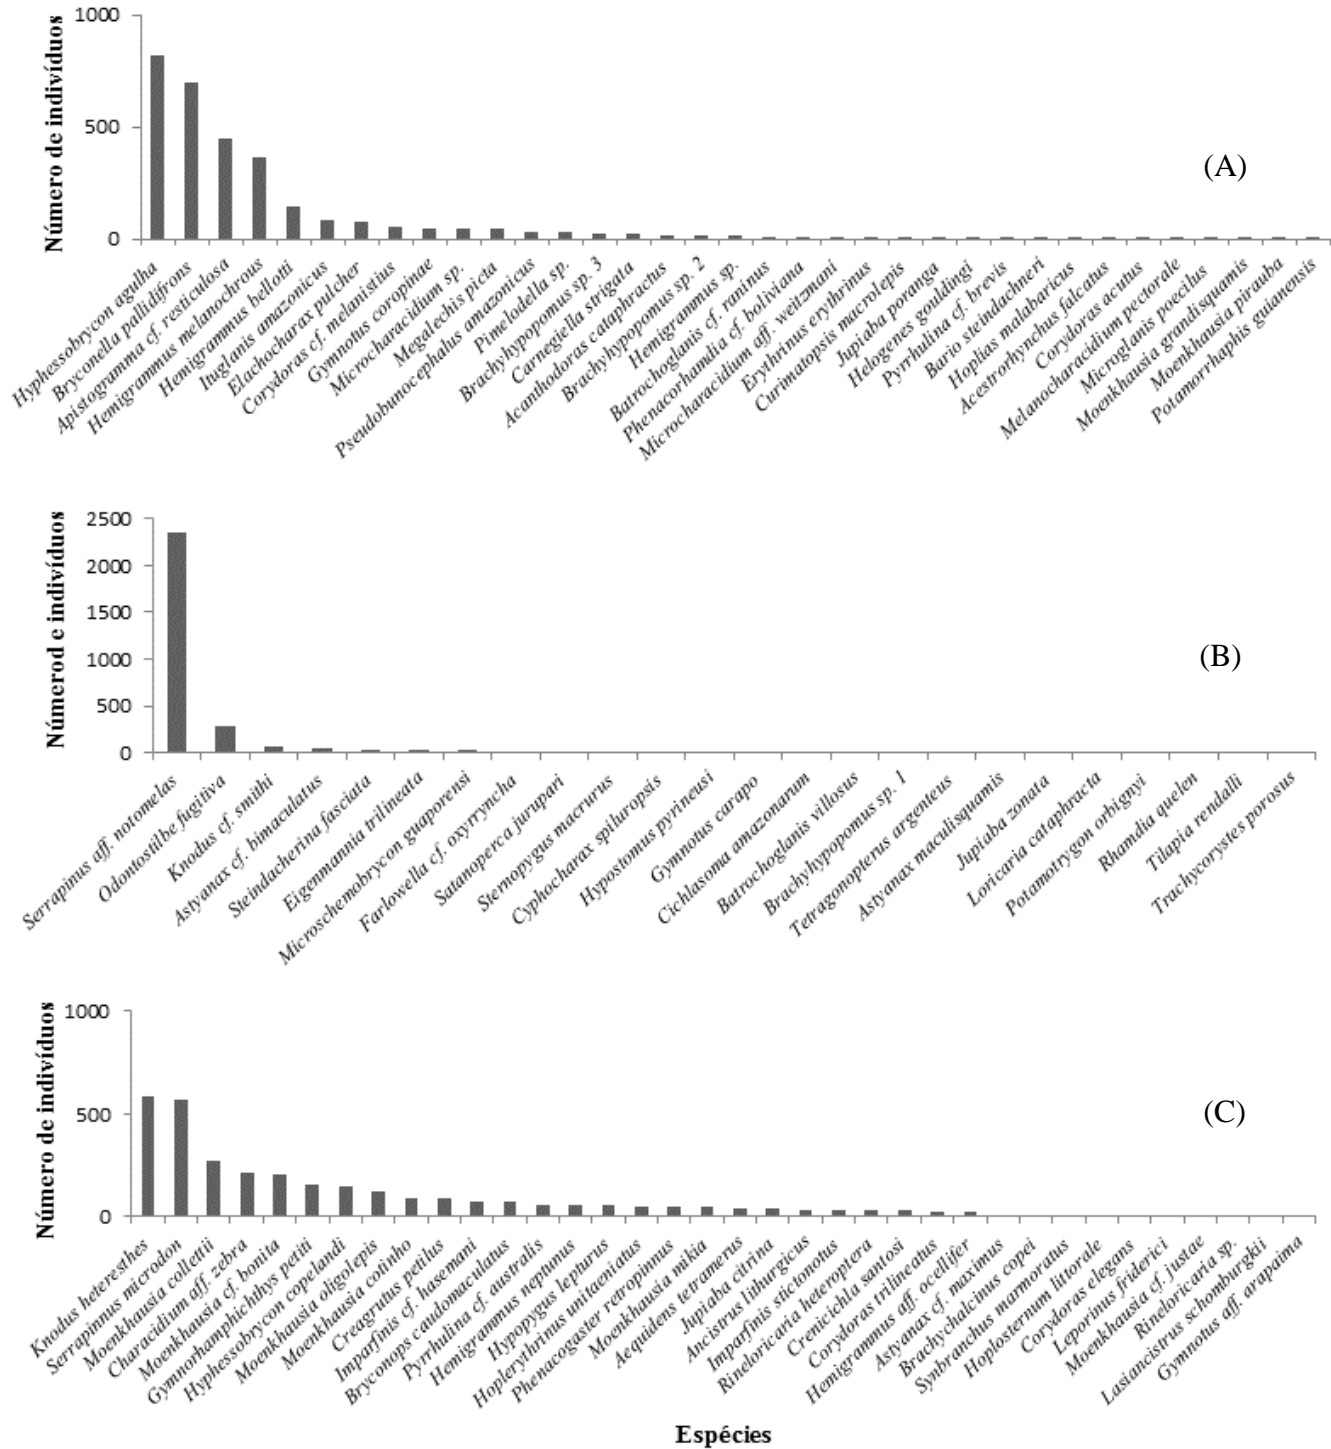 1000
500
0
Número de indivíduos
(A)
Hyphessobrycon agulha
Bryconella pallidifrons
Apistogramma cf. resticulosa
Hemigrammus melanochrous
Hemigrammus bellotti
Ituglanis amazonicus
Elachocharax pulcher
Corydoras cf. melanistius
Gymnotus coropinae
Microcharacidium sp.
Megalechis picta
Pseudobunocephalus amazonicus
Pimelodella sp.
Brachyhypopomus sp. 3
Carnegiella strigata
Acanthodoras cataphractus
Brachyhypopomus sp. 2
Hemigrammus sp.
Batrochoglanis cf. raninus
Phenacorhamdia cf. boliviana
Microcharacidium aff. weitzmani
Erythrinus erythrinus
Curimatopsis macrolepis
Jupiaba poranga
Helogenes gouldingi
Pyrrhulina cf. brevis
Bario steindachneri
Hoplias malabaricus
Acestrorhynchus falcatus
Corydoras acutus
Melanocharacidium pectorale
Microglanis poecilus
Moenkhausia grandisquamis
Moenkhausia pirauba
Potamorrhaphis guianensis
2500
2000
1500
1000
500
0
Númerod e indivíduos
(B)
Serrapinus aff. notomelas
Odontostilbe fugitiva
Knodus cf. smithi
Astyanax cf. bimaculatus
Steindacherina fasciata
Eigenmannia trilineata
Microschemobrycon guaporensi
Farlowella cf. oxyrryncha
Satanoperca jurupari
Sternopygus macrurus
Cyphocharax spiluropsis
Hypostomus pyrineusi
Gymnotus carapo
Cichlasoma amazonarum
Batrochoglanis villosus
Brachyhypopomus sp. 1
Tetragonopterus argenteus
Astyanax maculisquamis
Jupiaba zonata
Loricaria cataphracta
Potamotrygon orbignyi
Rhamdia quelen
Tilapia rendalli
Trachycorystes porosus
1000
500
0
Número de indivíduos
(C)
Knodus heteresthes
Serrapinus microdon
Moenkhausia collettii
Characidium aff. zebra
Moenkhausia cf. bonita
Gymnorhamphichthys petiti
Hyphessobrycon copelandi
Moenkhausia oligolepis
Moenkhausia cotinho
Creagrutus petilus
Imparfinis cf. hasemani
Bryconops caudomaculatus
Pyrrhulina cf. australis
Hemigrammus neptunus
Hypopygus lepturus
Hoplerythrinus unitaeniatus
Phenacogaster retropinnus
Moenkhausia mikia
Aequidens tetramerus
Jupiaba citrina
Ancistrus lithurgicus
Imparfinis stictonotus
Rineloricaria heteroptera
Crenicichla santosi
Corydoras trilineatus
Hemigrammus aff. ocellifer
Astyanax cf. maximus
Brachychalcinus copei
Synbranchus marmoratus
Hoplosternum littorale
Corydoras elegans
Leporinus friderici
Moenkhausia cf. justae
Rineloricaria sp.
Lasiancistrus schomburgkii
Gymnotus aff. arapaima
Espécies